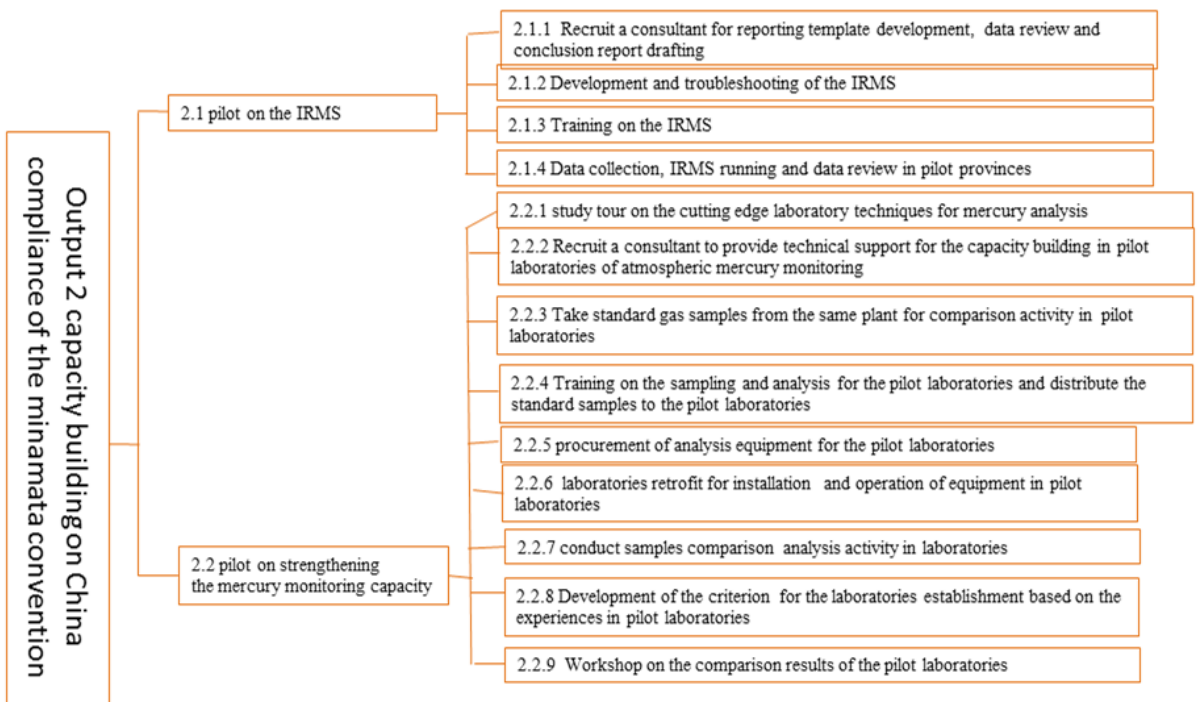 Output 2 capacity building on China
compliance of the minamata convention
2.1 pilot on the IRMS
2.1.1 Recruit a consultant for reporting template development, data review and
conclusion report drafting
2.1.2 Development and troubleshooting of the IRMS
2.1.3 Training on the IRMS
2.1.4 Data collection, IRMS running and data review in pilot provinces
2.2 pilot on strengthening
the mercury monitoring capacity
2.2.1 study tour on the cutting edge laboratory techniques for mercury analysis
2.2.2 Recruit a consultant to provide technical support for the capacity building in pilot
laboratories of atmospheric mercury monitoring
2.2.3 Take standard gas samples from the same plant for comparison activity in pilot
laboratories
2.2.4 Training on the sampling and analysis for the pilot laboratories and distribute the
standard samples to the pilot laboratories
2.2.5 procurement of analysis equipment for the pilot laboratories
2.2.6 laboratories retrofit for installation and operation of equipment in pilot
laboratories
2.2.7 conduct samples comparison analysis activity in laboratories
2.2.8 Development of the criterion for the laboratories establishment based on the
experiences in pilot laboratories
2.2.9 Workshop on the comparison results of the pilot laboratories